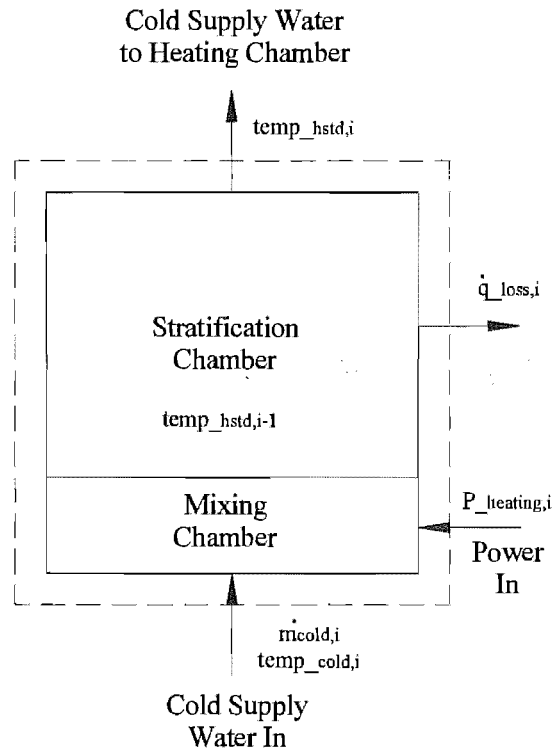 Cold Supply Water
to Heating Chamber
temp_hstd,i
q̇_loss,i
Stratification
Chamber
temp_hstd,i-1
Mixing
Chamber
P_heating,i
Power
In
ṁcold,i
temp_cold,i
Cold Supply
Water In